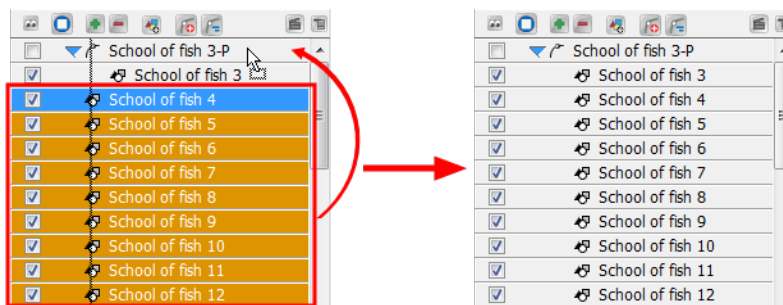 School of fish 3-P
School of fish 3
School of fish 4
School of fish 5
School of fish 6
School of fish 7
School of fish 8
School of fish 9
School of fish 10
School of fish 11
School of fish 12
School of fish 3-P
School of fish 3
School of fish 4
School of fish 5
School of fish 6
School of fish 7
School of fish 8
School of fish 9
School of fish 10
School of fish 11
School of fish 12